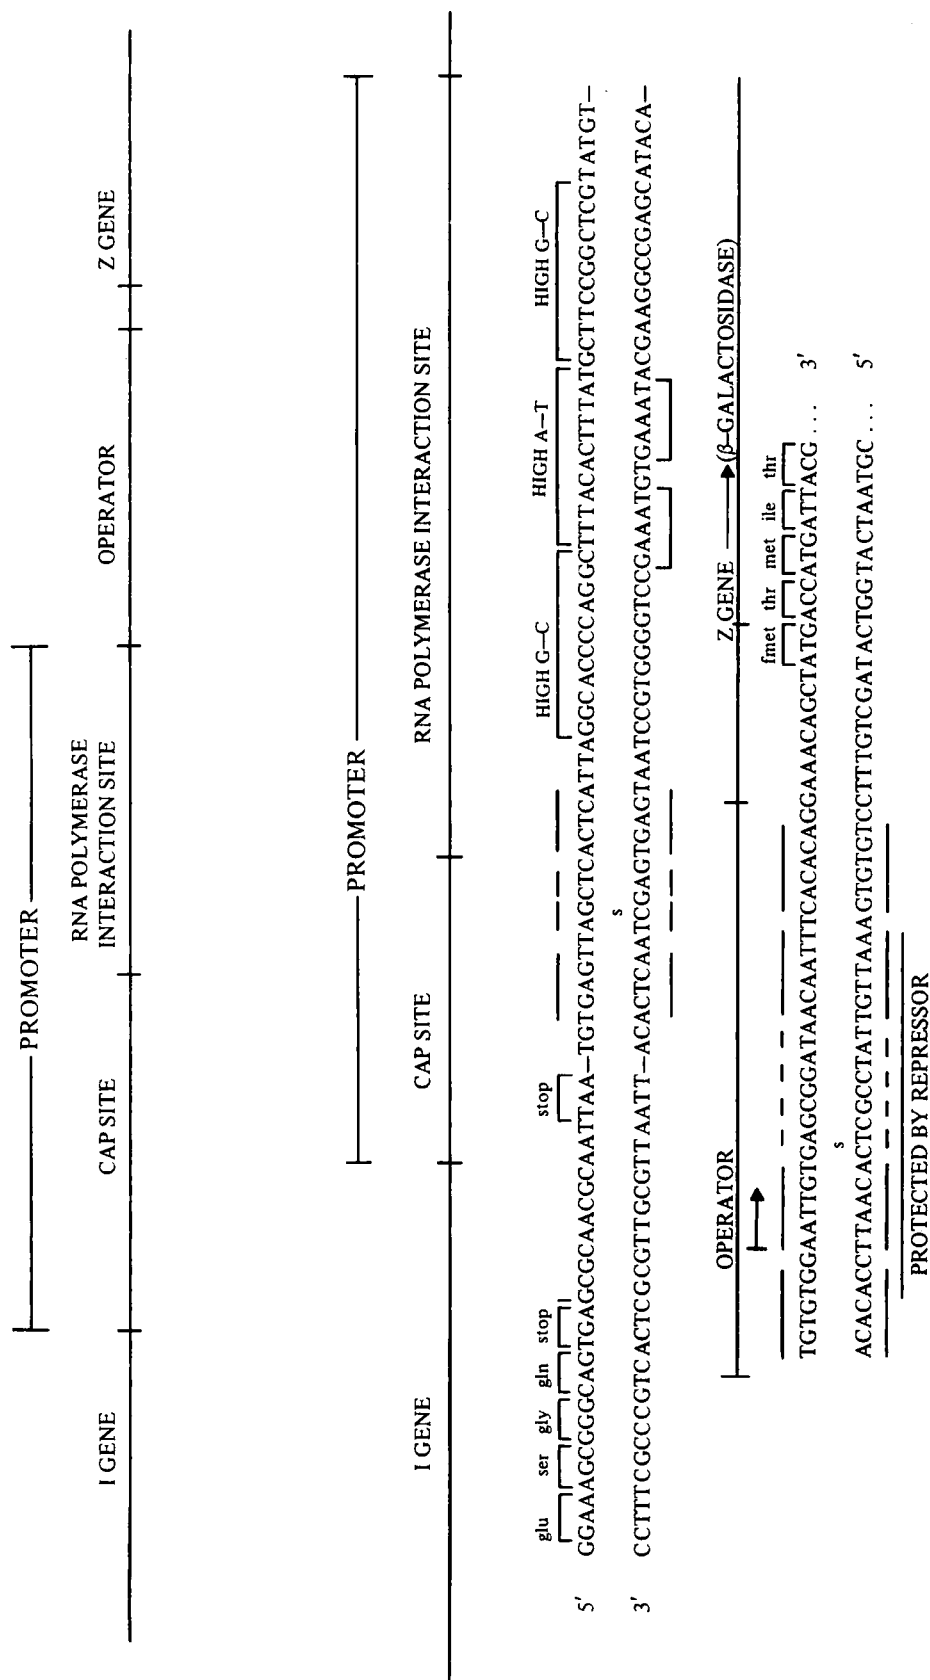 PROMOTER
RNA POLYMERASE
I GENE CAP SITE INTERACTION SITE OPERATOR Z GENE
PROMOTER
I GENE CAP SITE RNA POLYMERASE INTERACTION SITE
HIGH G–C HIGH A–T HIGH G–C
glu ser gly gln stop stop
5' GGAAAGCGGGCAGTGAGCGCAACGCAATTAA–TGTGAGTTAGCTCACTCATTAGGCACCCCAGGCTTTACACTTTATGCTTCCGGCTCGTATGT–
s
3' CCTTTCGCCCGTCACTCGCGTTGCGTTAATT–ACACTCAATCGAGTGAGTAATCCGTGGGGTCCGAAATGTGAAATACGAAGGCCGAGCATACA–
OPERATOR Z GENE (β–GALACTOSIDASE)
fmet thr met ile thr
TGTGTGGAATTGTGAGCGGATAACAATTTCACACAGGAAACAGCTATGACCATGATTACG... 3'
s
ACACACCTTAACACTCGCCTATTGTTAAAGTGTGTCCTTTGTCGATACTGGTACTAATGC... 5'
PROTECTED BY REPRESSOR